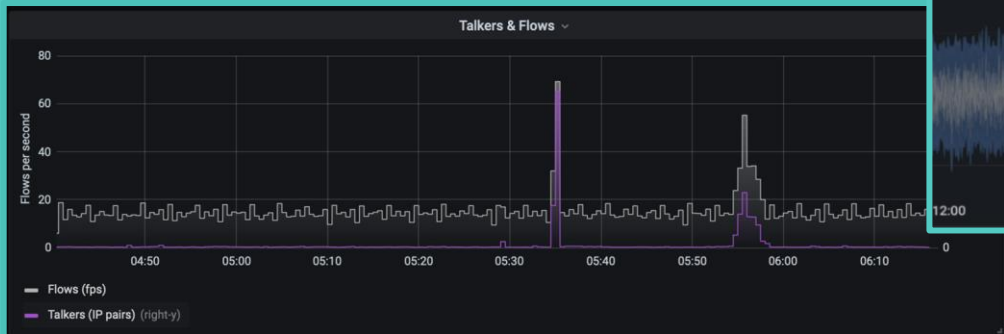 Talkers & Flows
80
60
40
20
0
Flows per second
04:50 05:00 05:10 05:20 05:30 05:40 05:50 06:00 06:10
12:00
0
Flows (fps)
Talkers (IP pairs) (right-y)